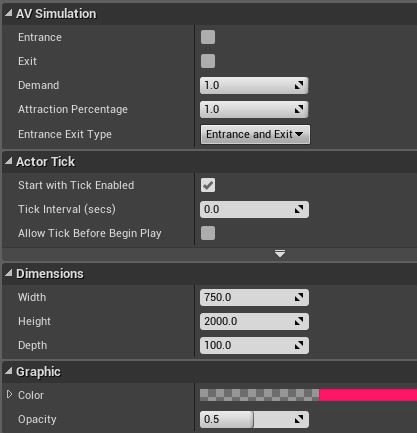 AV Simulation
Entrance
Exit
Demand 1.0
Attraction Percentage 1.0
Entrance Exit Type Entrance and Exit
Actor Tick
Start with Tick Enabled
Tick Interval (secs) 0.0
Allow Tick Before Begin Play
Dimensions
Width 750.0
Height 2000.0
Depth 100.0
Graphic
Color
Opacity 0.5